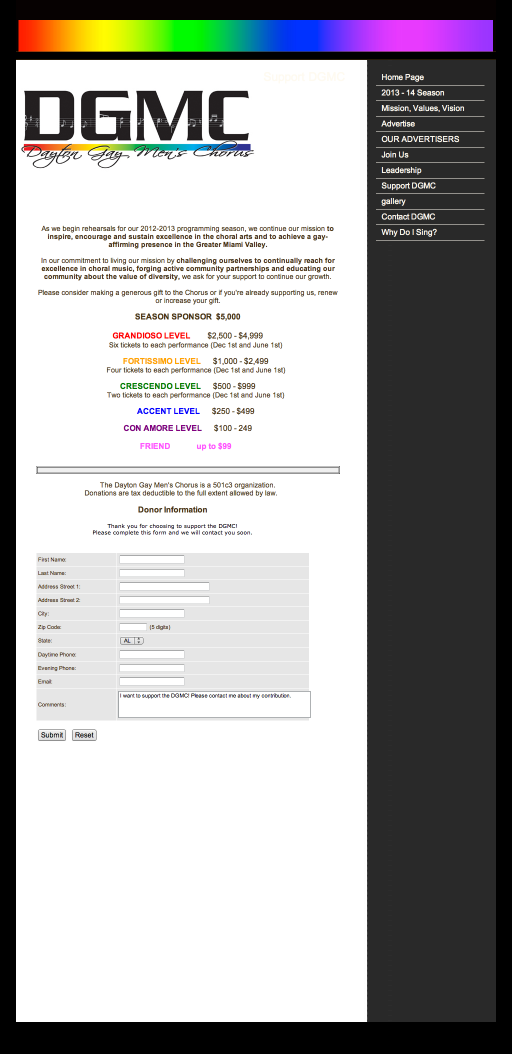 Support DGMC
DGMC
Dayton Gay Men's Chorus
Home Page
2013 - 14 Season
Mission, Values, Vision
Advertise
OUR ADVERTISERS
Join Us
Leadership
Support DGMC
gallery
Contact DGMC
Why Do I Sing?
As we begin rehearsals for our 2012-2013 programming season, we continue our mission to
inspire, encourage and sustain excellence in the choral arts and to achieve a gay-
affirming presence in the Greater Miami Valley.
In our commitment to living our mission by challenging ourselves to continually reach for
excellence in choral music, forging active community partnerships and educating our
community about the value of diversity, we ask for your support to continue our growth.
Please consider making a generous gift to the Chorus or if you're already supporting us, renew
or increase your gift.
SEASON SPONSOR $5,000
GRANDIOSO LEVEL $2,500 - $4,999
Six tickets to each performance (Dec 1st and June 1st)
FORTISSIMO LEVEL $1,000 - $2,499
Four tickets to each performance (Dec 1st and June 1st)
CRESCENDO LEVEL $500 - $999
Two tickets to each performance (Dec 1st and June 1st)
ACCENT LEVEL $250 - $499
CON AMORE LEVEL $100 - 249
FRIEND up to $99
The Dayton Gay Men's Chorus is a 501c3 organization.
Donations are tax deductible to the full extent allowed by law.
Donor Information
Thank you for choosing to support the DGMC!
Please complete this form and we will contact you soon.
First Name:
Last Name:
Address Street 1:
Address Street 2:
City:
Zip Code: (5 digits)
State: AL
Daytime Phone:
Evening Phone:
Email:
Comments: I want to support the DGMC! Please contact me about my contribution.
Submit Reset